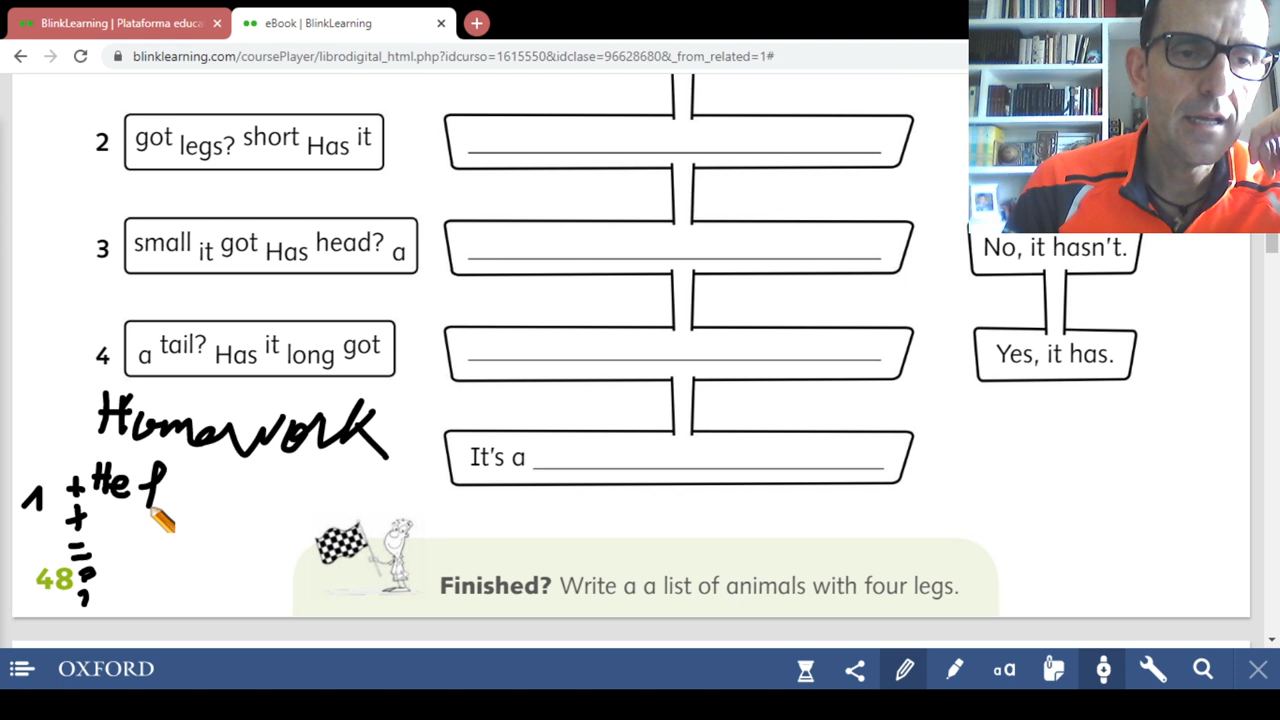 BlinkLearning | Plataforma educa
eBook | BlinkLearning
blinklearning.com/coursePlayer/librodigital_html.php?idcurso=1615550&idclase=96628680&_from_related=1#
2 got legs? short Has it
3 small it got Has head? a
No, it hasn't.
4 a tail? Has it long got
Yes, it has.
Homework
It's a
1 + He
+
=
48
Finished? Write a a list of animals with four legs.
OXFORD
aa